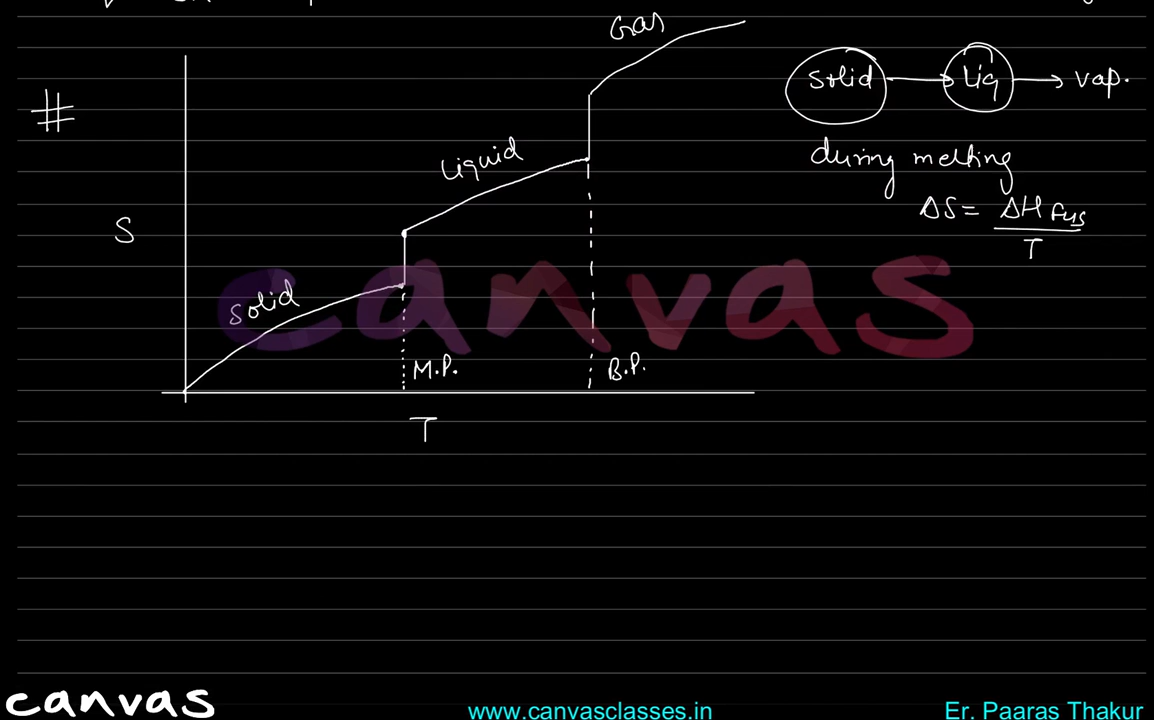 Gas
Solid → Liq → vap.
#
Liquid
during melting
ΔS = ΔH Fus
T
S
Solid
canvas
M.P.
B.P.
T
canvas
www.canvasclasses.in
Er. Paaras Thakur